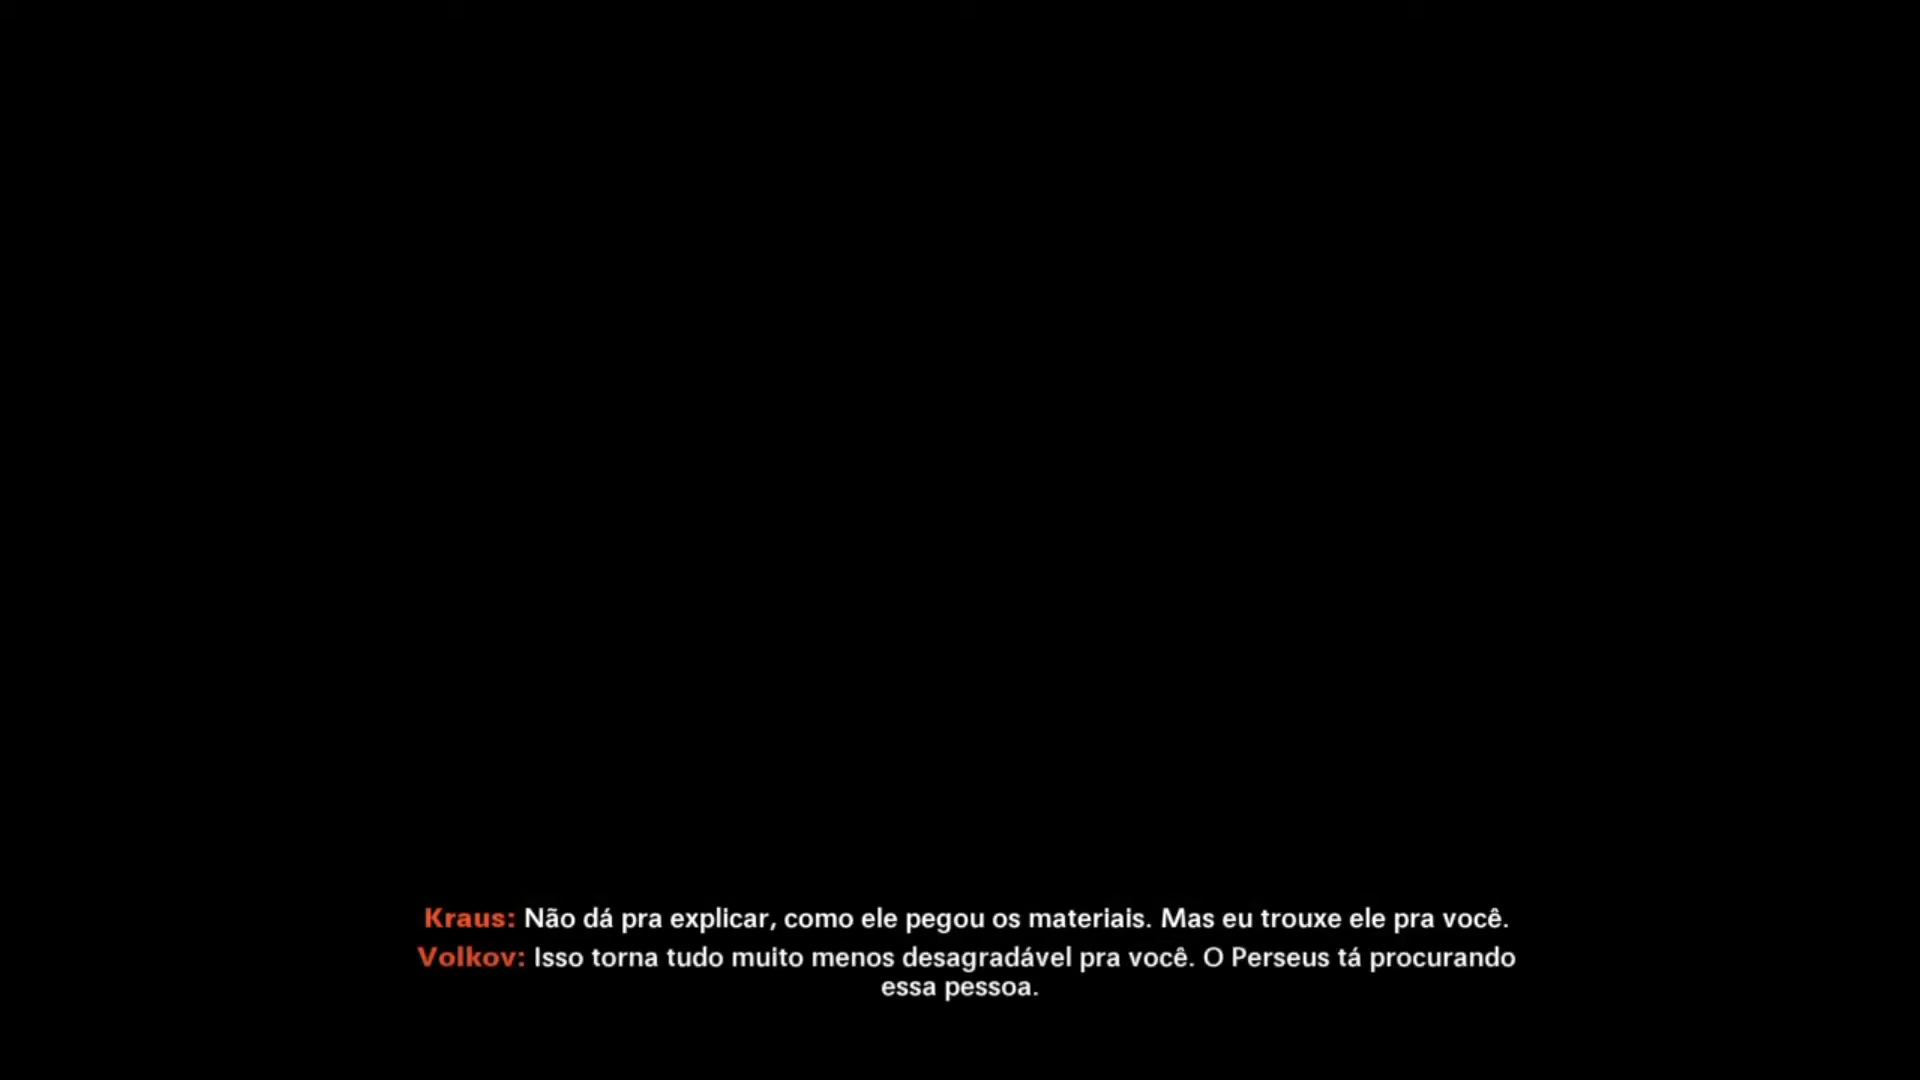 Kraus: Não dá pra explicar, como ele pegou os materiais. Mas eu trouxe ele pra você.
Volkov: Isso torna tudo muito menos desagradável pra você. O Perseus tá procurando
essa pessoa.